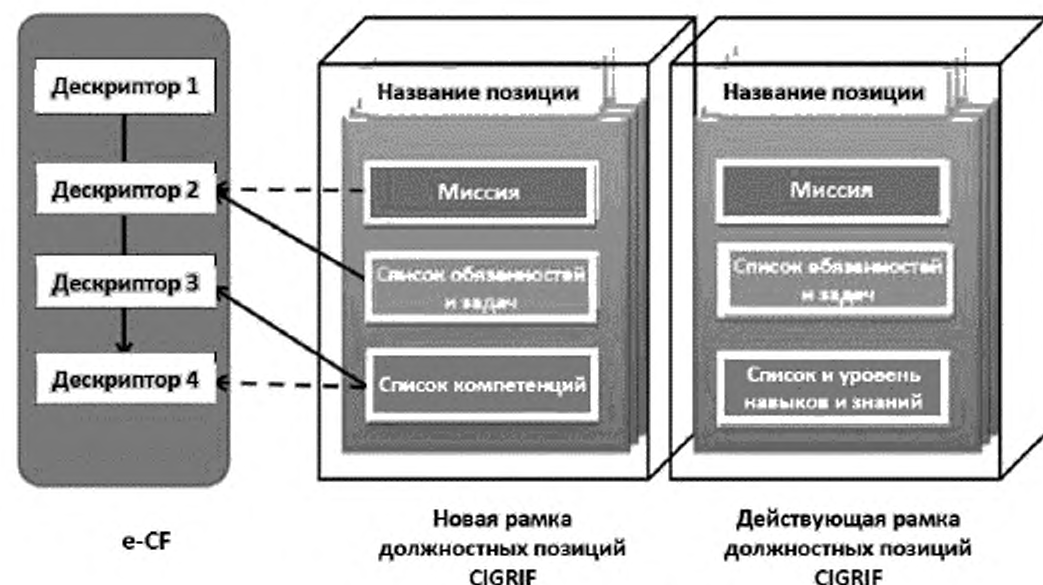 Дескриптор 1
Дескриптор 2
Дескриптор 3
Дескриптор 4
e-CF
Название позиции
Миссия
Список обязанностей
и задач
Список компетенций
Новая рамка
должностных позиций
CIGRIF
Название позиции
Миссия
Список обязанностей
и задач
Список и уровень
навыков и знаний
Действующая рамка
должностных позиций
CIGRIF